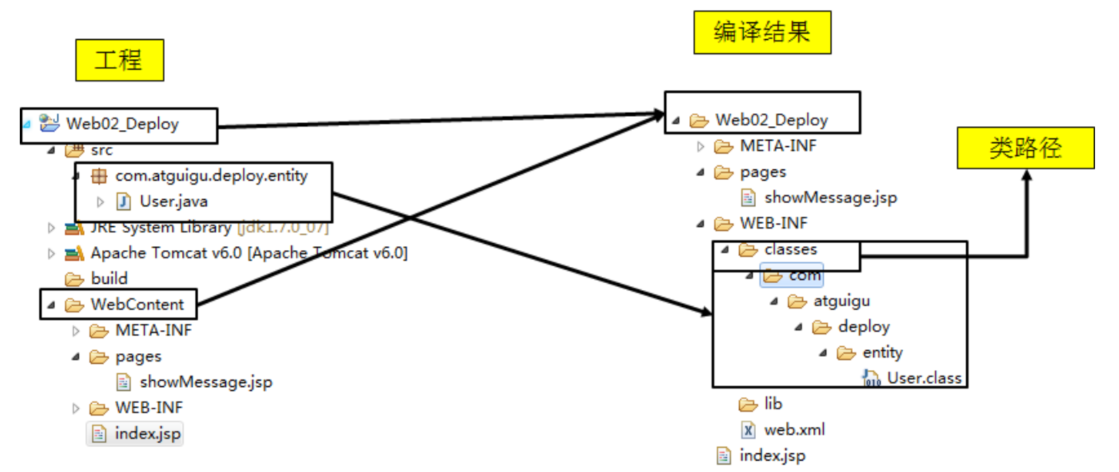 工程
Web02_Deploy
src
com.atguigu.deploy.entity
User.java
JRE System Library [jdk1.7.0_07]
Apache Tomcat v6.0 [Apache Tomcat v6.0]
build
WebContent
META-INF
pages
showMessage.jsp
WEB-INF
index.jsp
编译结果
Web02_Deploy
META-INF
pages
showMessage.jsp
WEB-INF
classes
com
atguigu
deploy
entity
User.class
lib
web.xml
index.jsp
类路径